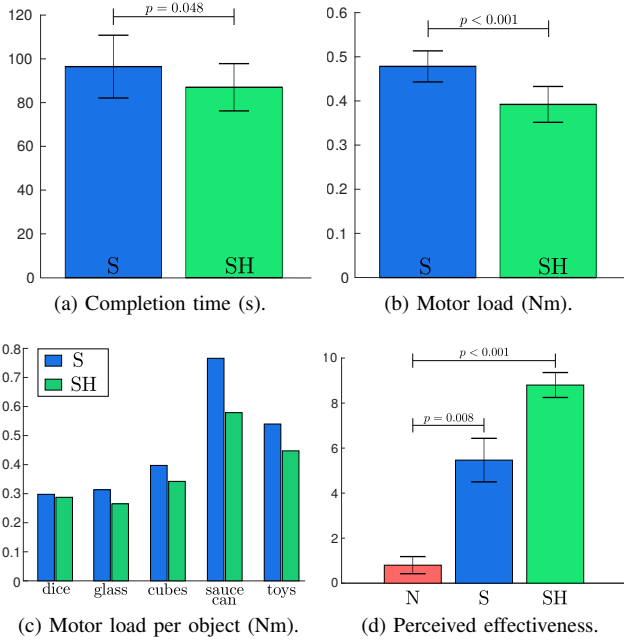 p = 0.048
120
100
80
60
40
20
0
S
SH
(a) Completion time (s).
p < 0.001
0.6
0.5
0.4
0.3
0.2
0.1
0
S
SH
(b) Motor load (Nm).
0.8
0.7
0.6
0.5
0.4
0.3
0.2
0.1
0
S
SH
dice
glass
cubes
sauce
can
toys
(c) Motor load per object (Nm).
p < 0.001
p = 0.008
10
8
6
4
2
0
N
S
SH
(d) Perceived effectiveness.